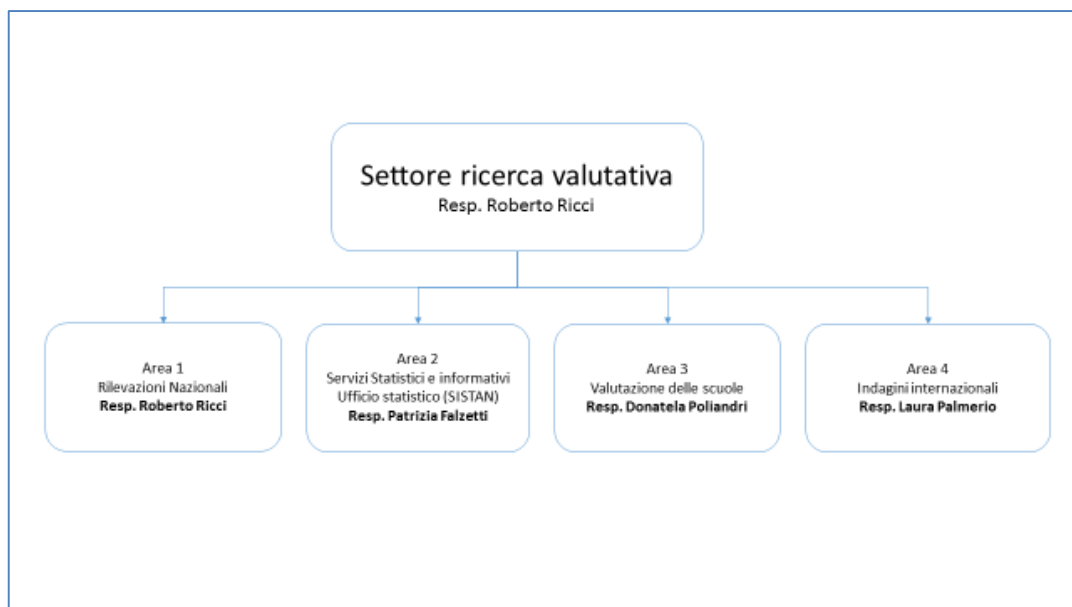 Settore ricerca valutativa
Resp. Roberto Ricci
Area 1
Rilevazioni Nazionali
Resp. Roberto Ricci
Area 2
Servizi Statistici e informativi
Ufficio statistico (SISTAN)
Resp. Patrizia Falzetti
Area 3
Valutazione delle scuole
Resp. Donatela Poliandri
Area 4
Indagini internazionali
Resp. Laura Palmerio